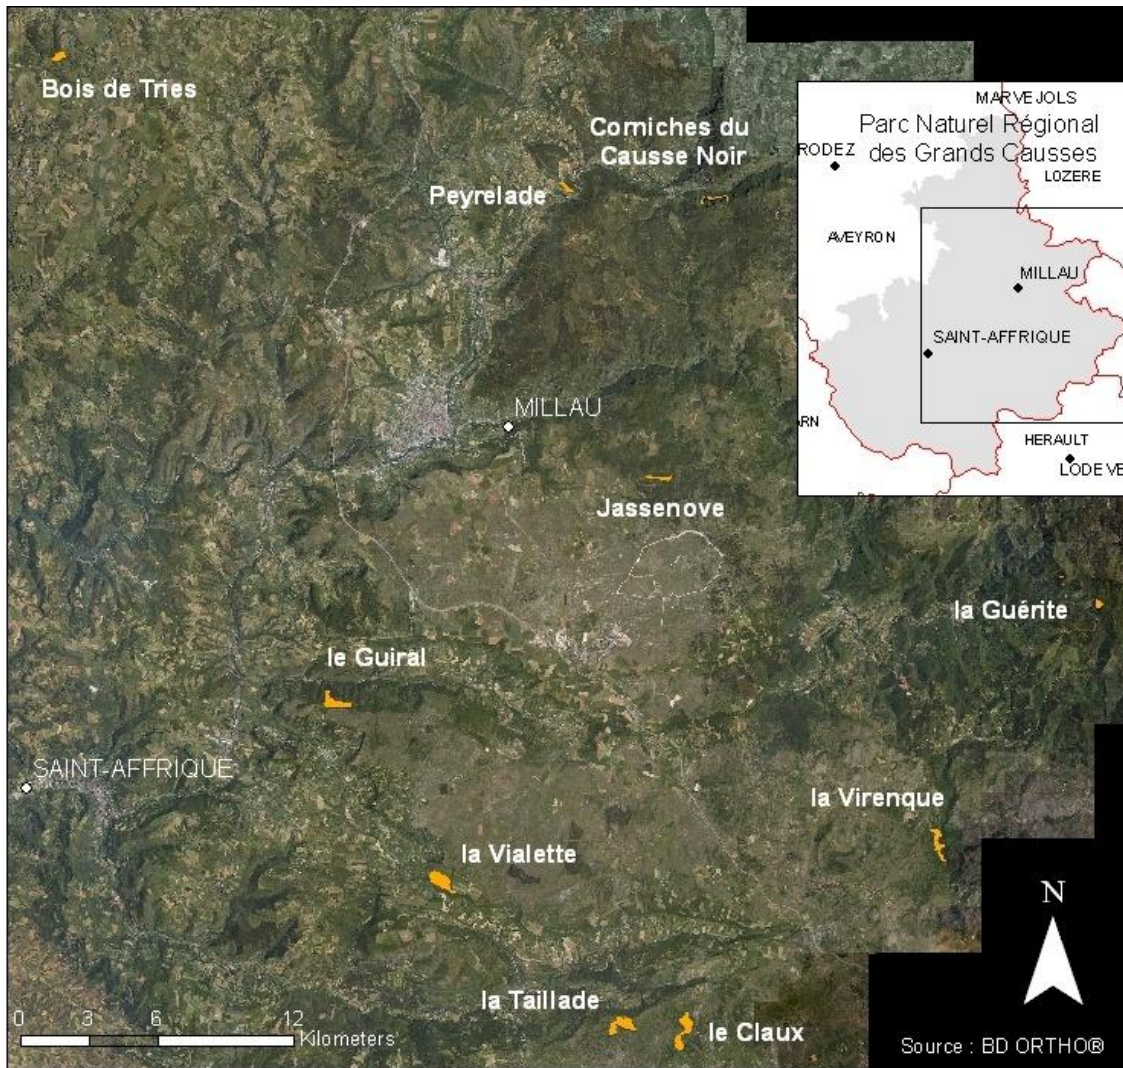 Bois de Tries
Corniches du
Causse Noir
Peyrelade
MILLAU
Jassenove
la Guérite
le Guiral
SAINT-AFFRIQUE
la Virenque
la Vialette
la Taillade
le Claux
0 3 6 12
Kilometers
MARVEJOLS
Parc Naturel Régional
des Grands Causses
RODEZ
LOZERE
AVEYRON
MILLAU
SAINT-AFFRIQUE
ARN
HERAULT
LODEVE
N
Source : BD ORTHO®